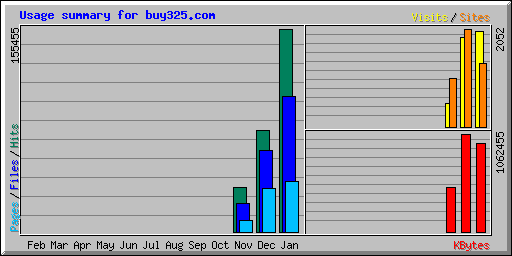 Usage summary for buy325.com
Visits / Sites
155455
2052
Pages / Files / Hits
1062455
Feb Mar Apr May Jun Jul Aug Sep Oct Nov Dec Jan
KBytes